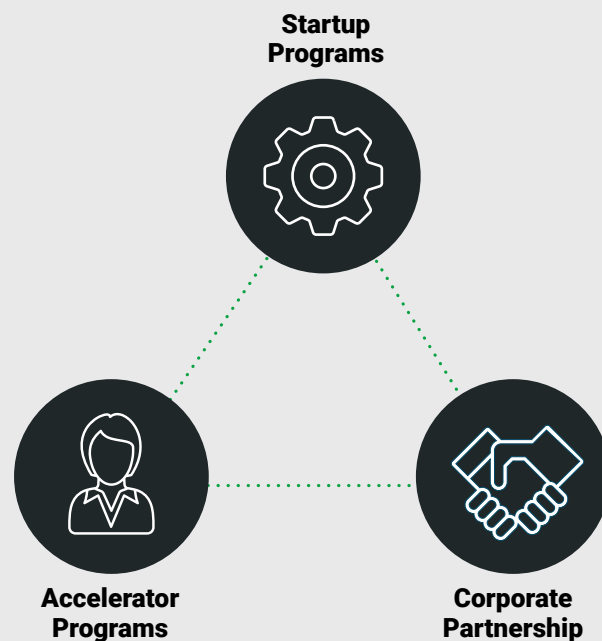 Startup
Programs
Accelerator
Programs
Corporate
Partnership